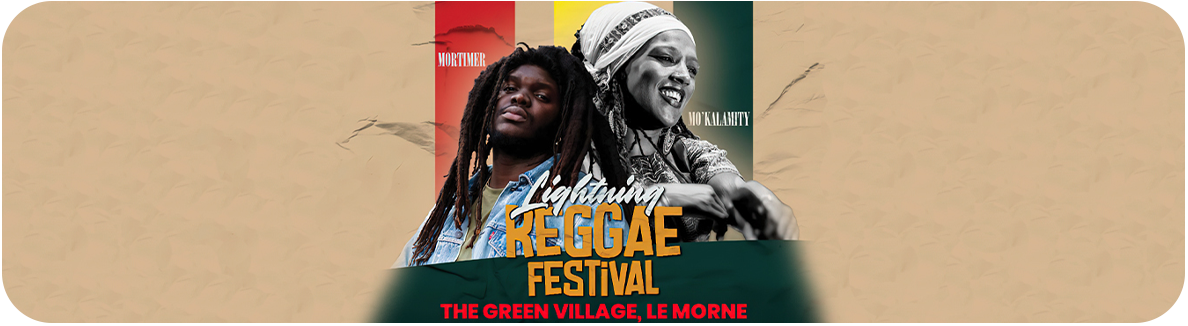 MORTIMER
MO'KALAMITY
Lightning
REGGAE
FESTiVAL
THE GREEN VILLAGE, LE MORNE